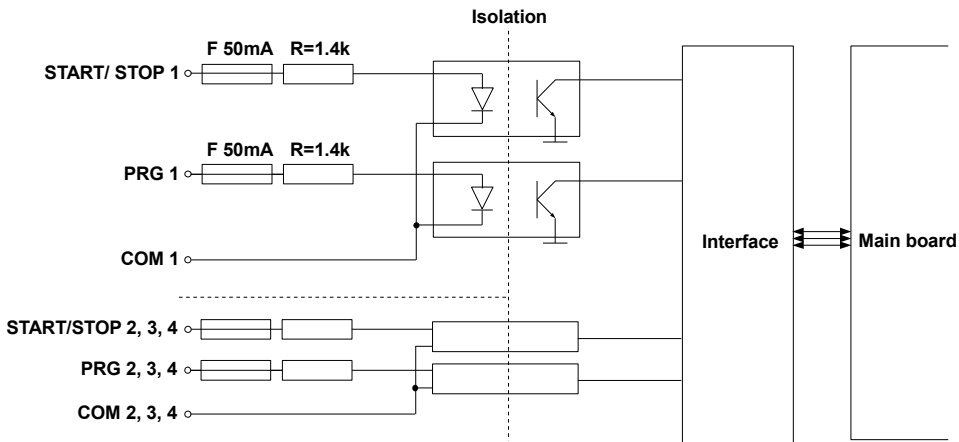 Isolation
F 50mA R=1.4k
START/ STOP 1
F 50mA R=1.4k
PRG 1
COM 1
Interface
Main board
START/STOP 2, 3, 4
PRG 2, 3, 4
COM 2, 3, 4